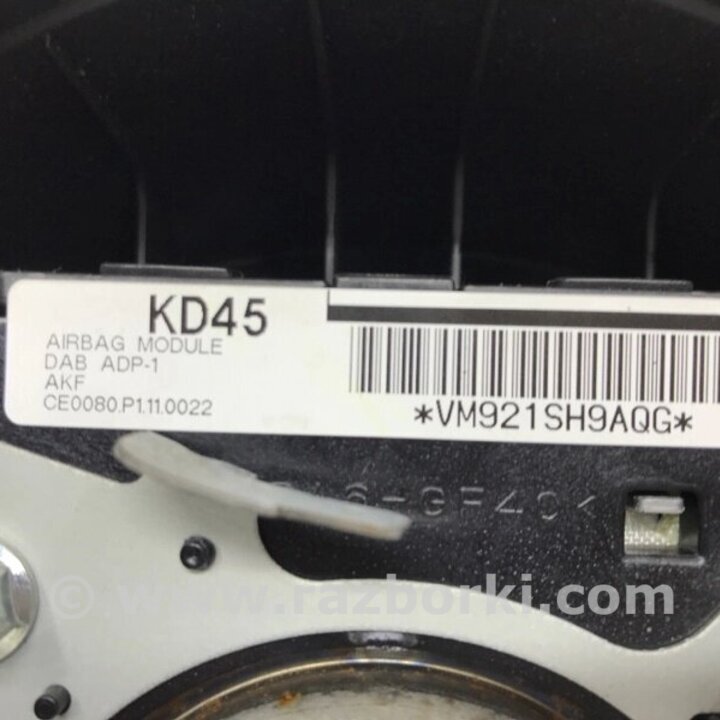 KD45
AIRBAG MODULE
DAB ADP-1
AKF
CE0080.P1.11.0022
*VM921SH9AQG*
© www.razborki.com